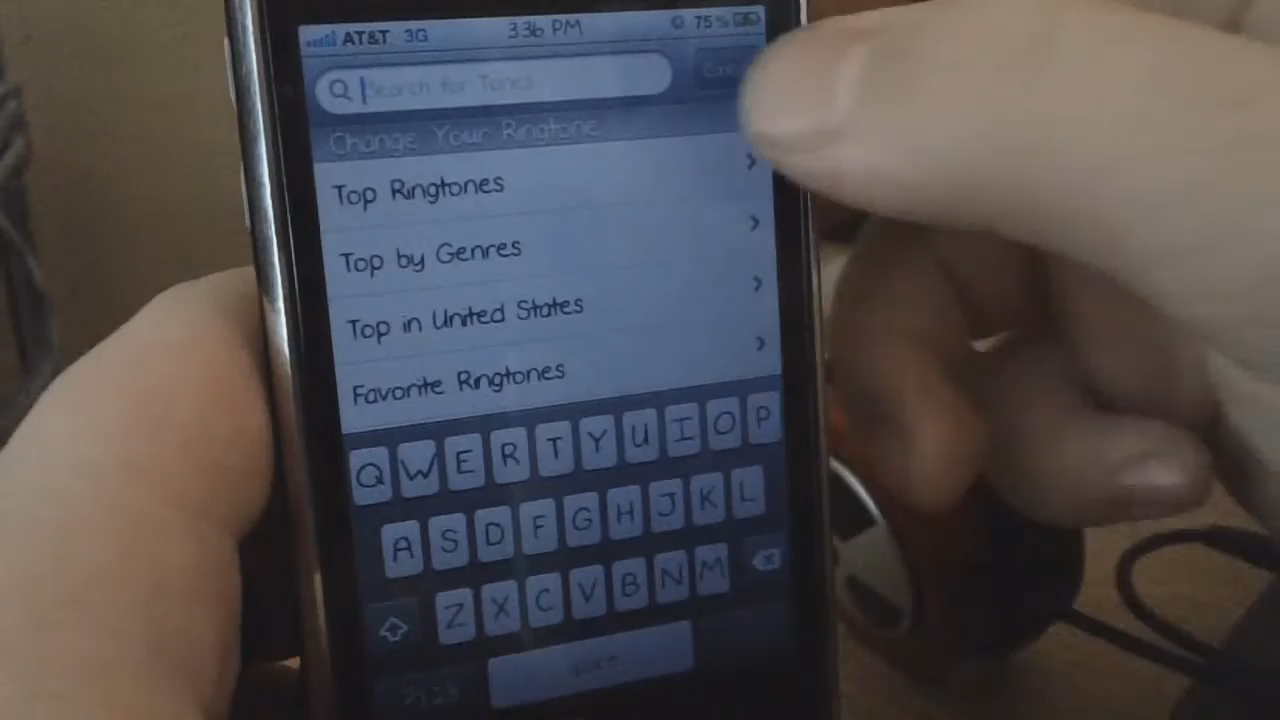 AT&T 3G 3:36 PM 75%
Search for Tones
Change Your Ringtone
Top Ringtones
Top by Genres
Top in United States
Favorite Ringtones
Q W E R T Y U I O P
A S D F G H J K L
Z X C V B N M